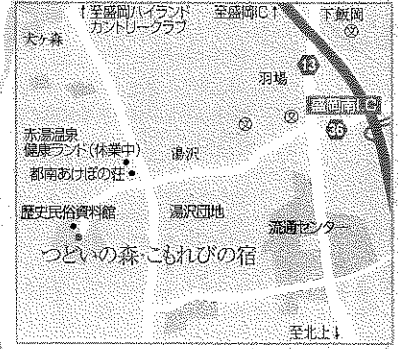 ↑至盛岡ハイランド
カントリークラブ
至盛岡IC↑
下飯岡
犬ヶ森
13
羽場
盛岡南IC
36
赤湯温泉
健康ランド(休業中)
湯沢
都南あけぼの荘
歴史民俗資料館
湯沢団地
流通センター
つどいの森・こもれびの宿
至北上↓